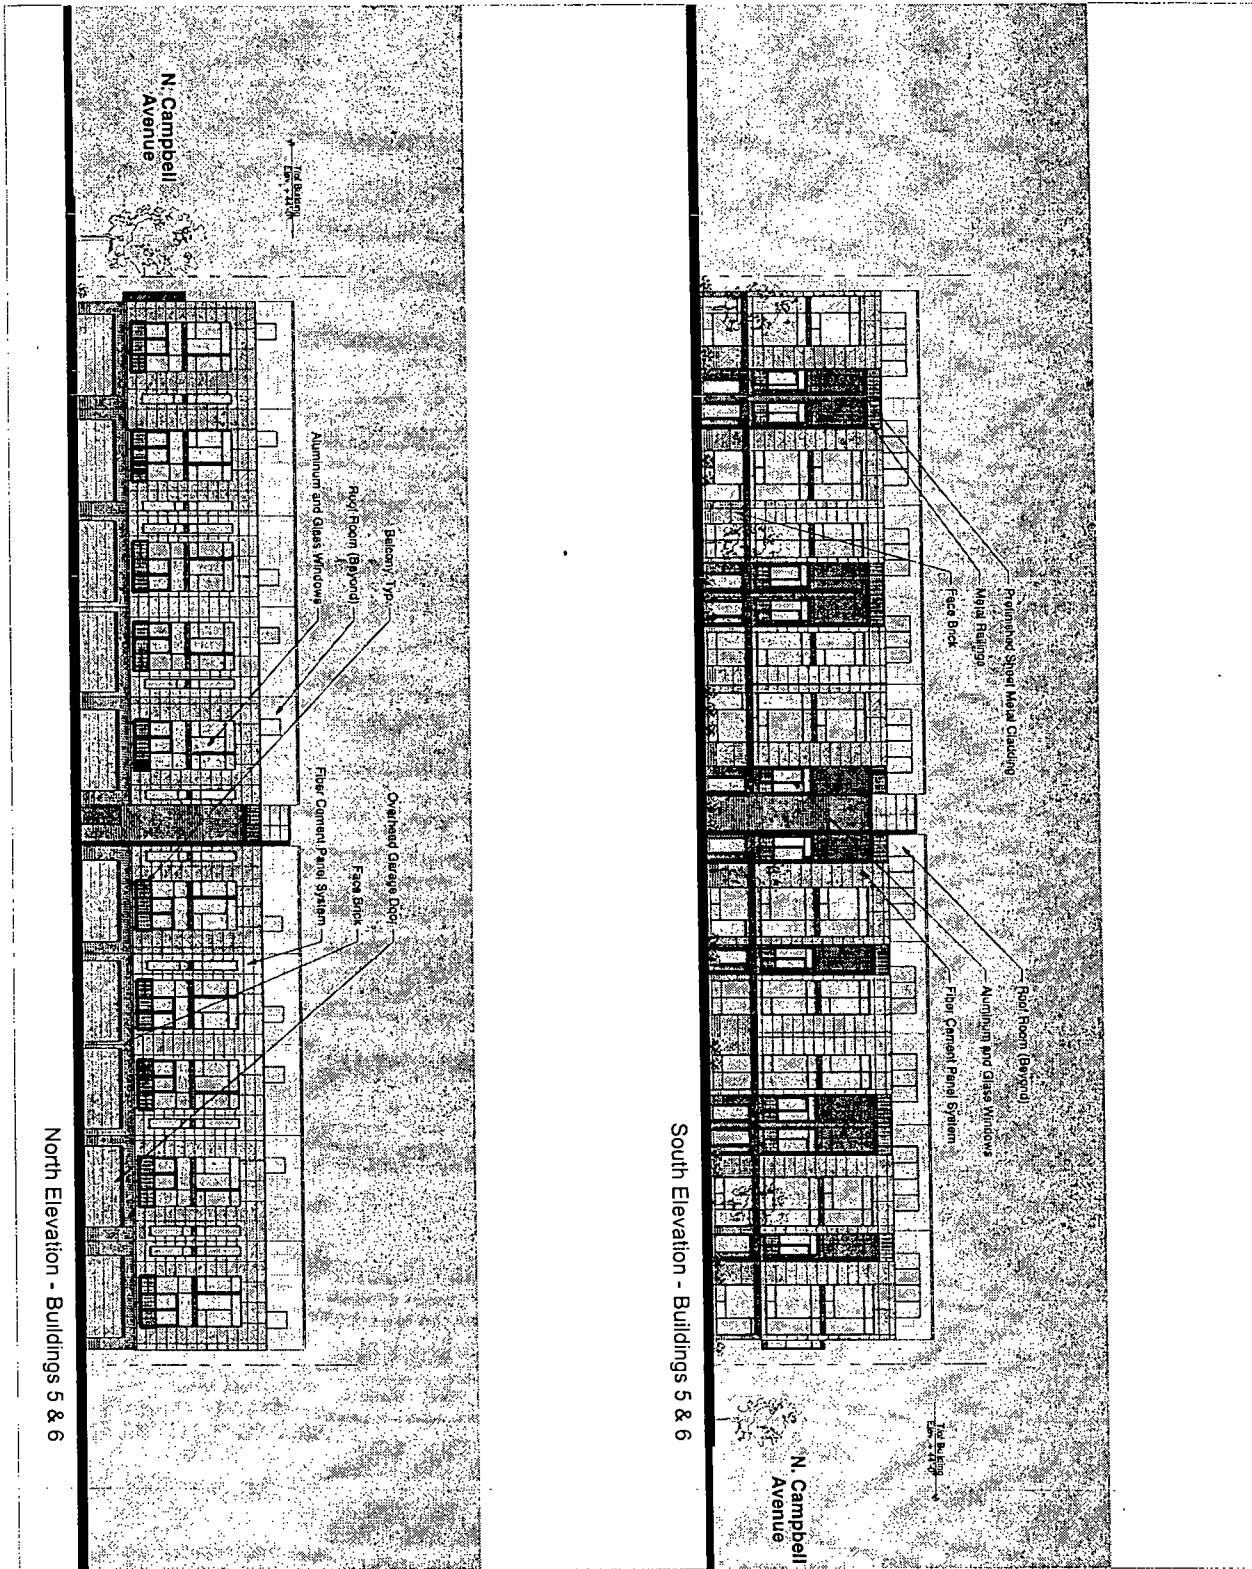 N. Campbell
Avenue
Balcony, Typ.
Roof Room (Beyond)
Aluminum and Glass Windows
Overhead Garage Door
Face Brick
Fiber Cement Panel System
North Elevation - Buildings 5 & 6
Prefinished Sheet Metal Cladding
Metal Railings
Face Brick
Roof Room (Beyond)
Aluminum and Glass Windows
Fiber Cement Panel System
N. Campbell
Avenue
South Elevation - Buildings 5 & 6